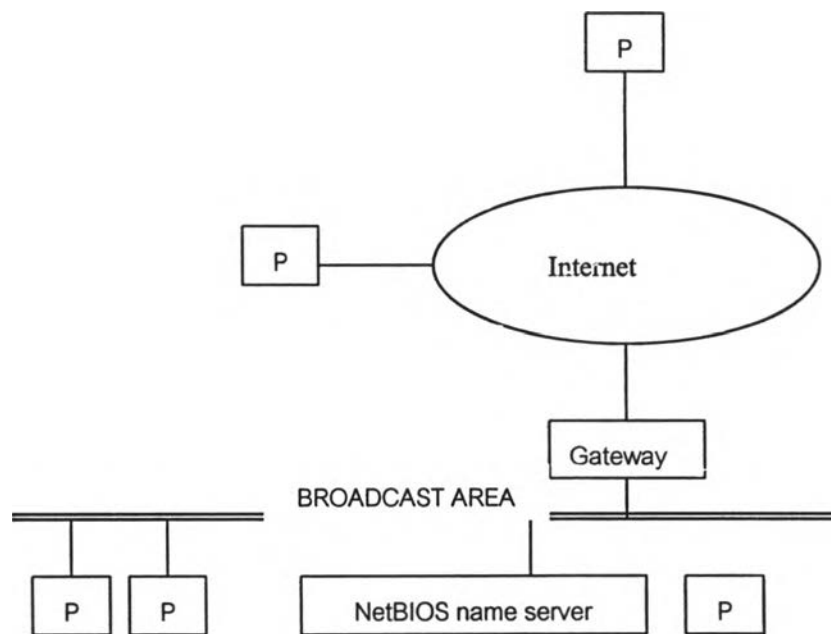 P
P
Internet
Gateway
BROADCAST AREA
P
P
NetBIOS name server
P